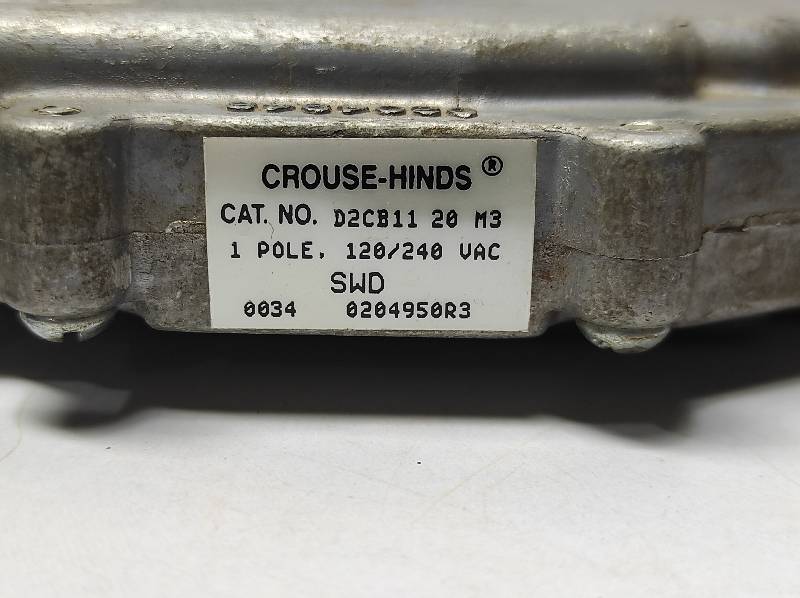 CROUSE-HINDS®
CAT. NO. D2CB11 20 M3
1 POLE, 120/240 VAC
SWD
0034 0204950R3